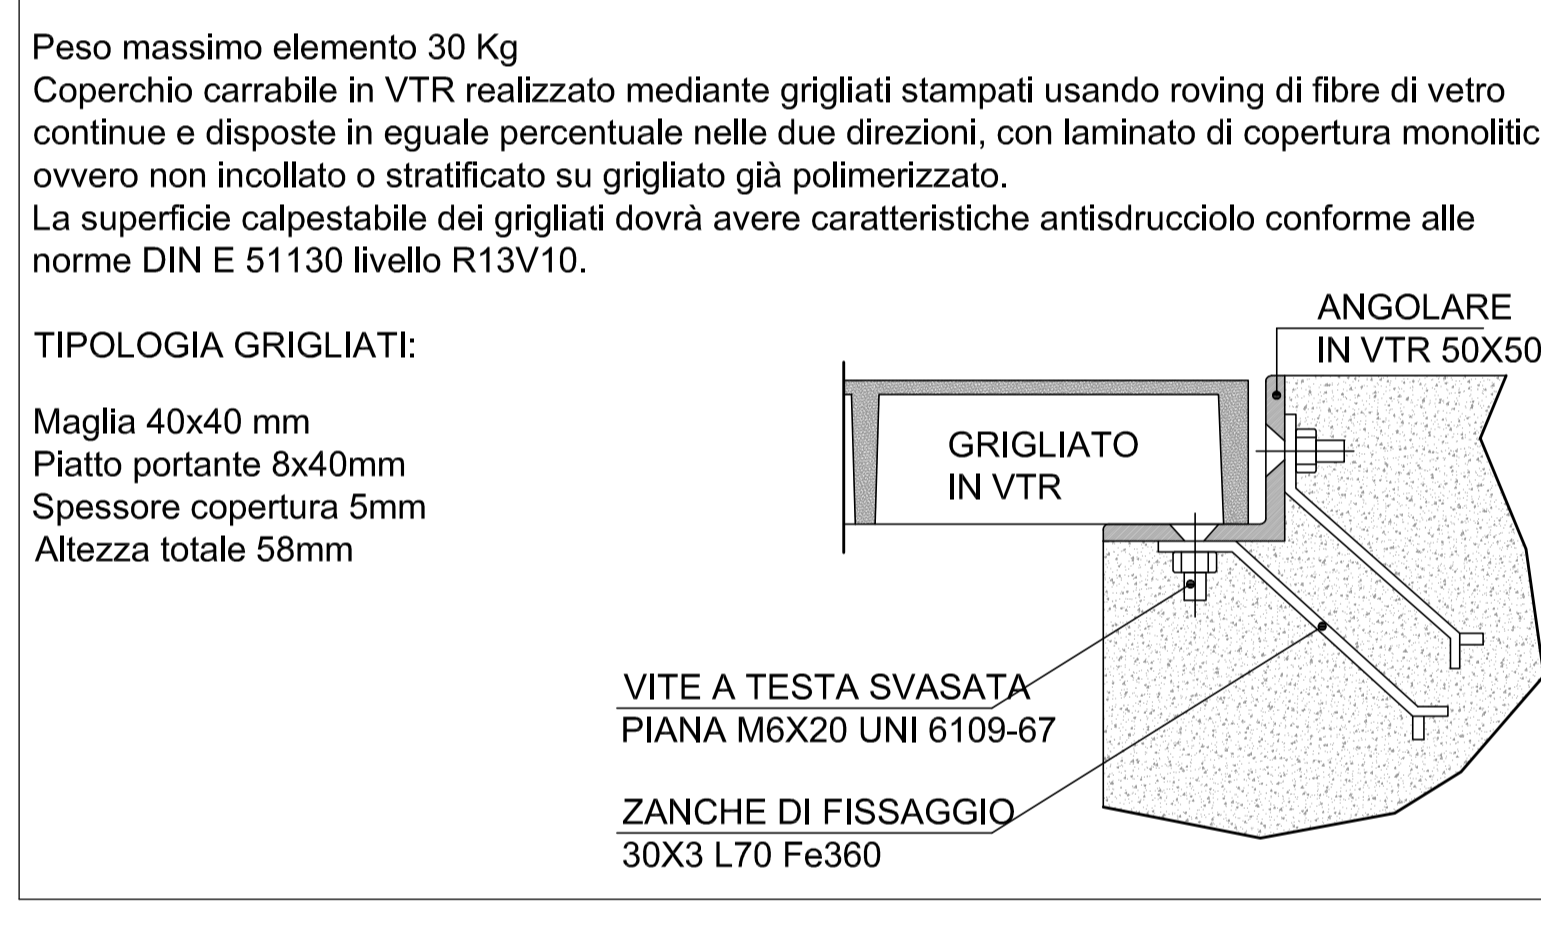 Peso massimo elemento 30 Kg
Coperchio carrabile in VTR realizzato mediante grigliati stampati usando roving di fibre di vetro
continue e disposte in eguale percentuale nelle due direzioni, con laminato di copertura monolitic
ovvero non incollato o stratificato su grigliato già polimerizzato.
La superficie calpestabile dei grigliati dovrà avere caratteristiche antisdrucciolo conforme alle
norme DIN E 51130 livello R13V10.
TIPOLOGIA GRIGLIATI:
Maglia 40x40 mm
Piatto portante 8x40mm
Spessore copertura 5mm
Altezza totale 58mm
ANGOLARE
IN VTR 50X50
GRIGLIATO
IN VTR
VITE A TESTA SVASATA
PIANA M6X20 UNI 6109-67
ZANCHE DI FISSAGGIO
30X3 L70 Fe360